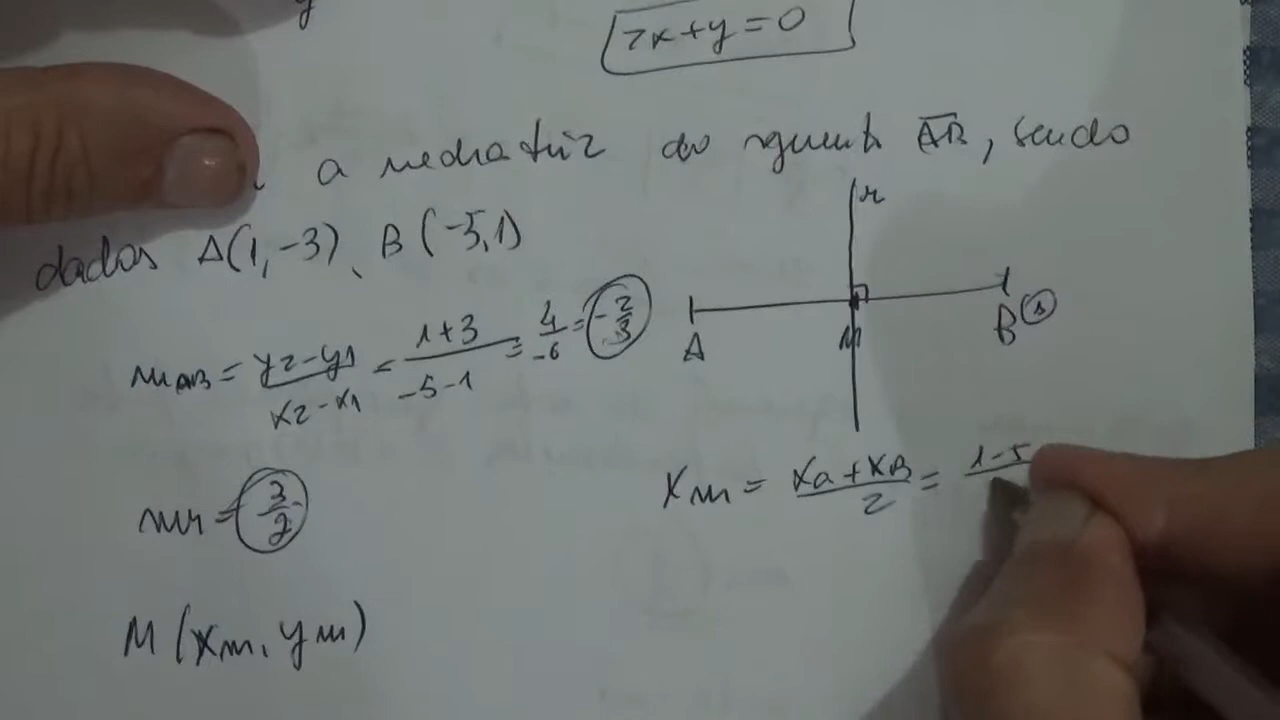 y
2x+y=0
a mediatriz do segmento AB, sendo
dados A(1,-3), B(-5,1)
r
A M B s
mAB = y2-y1/x2-x1 = 1+3/-5-1 = 4/-6 = -2/3
xm = xa+xB/2 = 1-5
mr = 3/2
M(xm, ym)